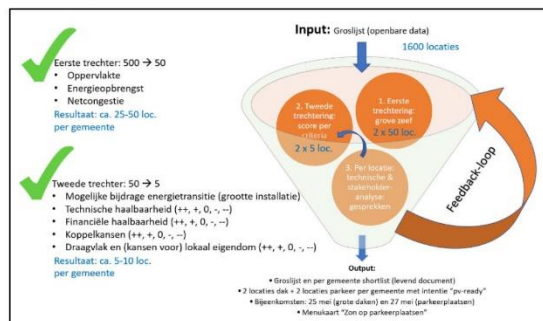 Eerste trechter: 500 → 50
• Oppervlakte
• Energieopbrengst
• Netcongestie
Resultaat: ca. 25-50 loc.
per gemeente
Tweede trechter: 50 → 5
• Mogelijke bijdrage energietransitie (grootte installatie)
• Technische haalbaarheid (++, +, 0, -, --)
• Financiële haalbaarheid (++, +, 0, -, --)
• Koppelkansen (++, +, 0, -, --)
• Draagvlak en (kansen voor) lokaal eigendom (++, +, 0, -, --)
Resultaat: ca. 5-10 loc.
per gemeente
Input: Groslijst (openbare data)
1600 locaties
1. Eerste
trechtering:
grove zeef
2 x 50 loc.
2. Tweede
trechtering:
score per
criteria
2 x 5 loc.
3. Per locatie:
technische &
stakeholder-
analyse:
gesprekken
Feedback-loop
Output:
• Groslijst en per gemeente shortlist (levend document)
• 2 locaties dak + 2 locaties parkeer per gemeente met intentie "pv-ready"
• Bijeenkomsten: 25 mei (grote daken) en 27 mei (parkeerplaatsen)
• Menukaart "Zon op parkeerplaatsen"